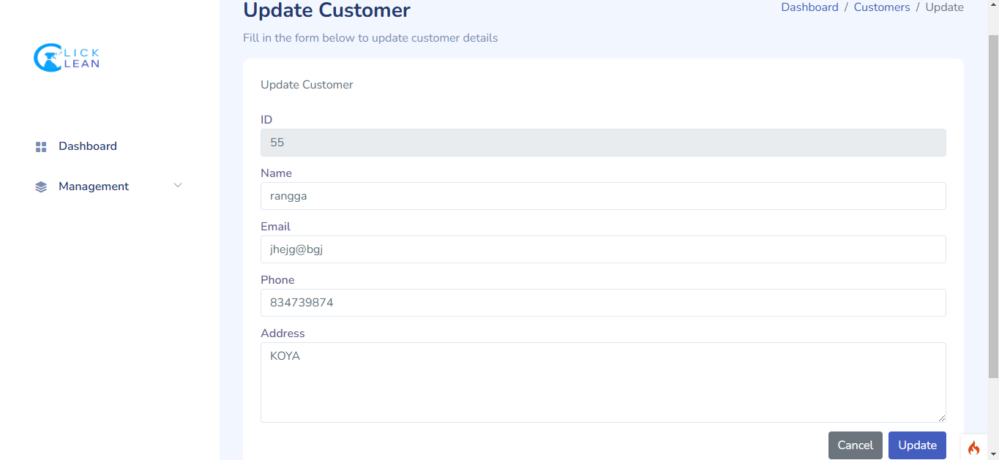 LICK
LEAN
Dashboard
Management
Update Customer
Dashboard / Customers / Update
Fill in the form below to update customer details
Update Customer
ID
55
Name
rangga
Email
jhejg@bgj
Phone
834739874
Address
KOYA
Cancel
Update